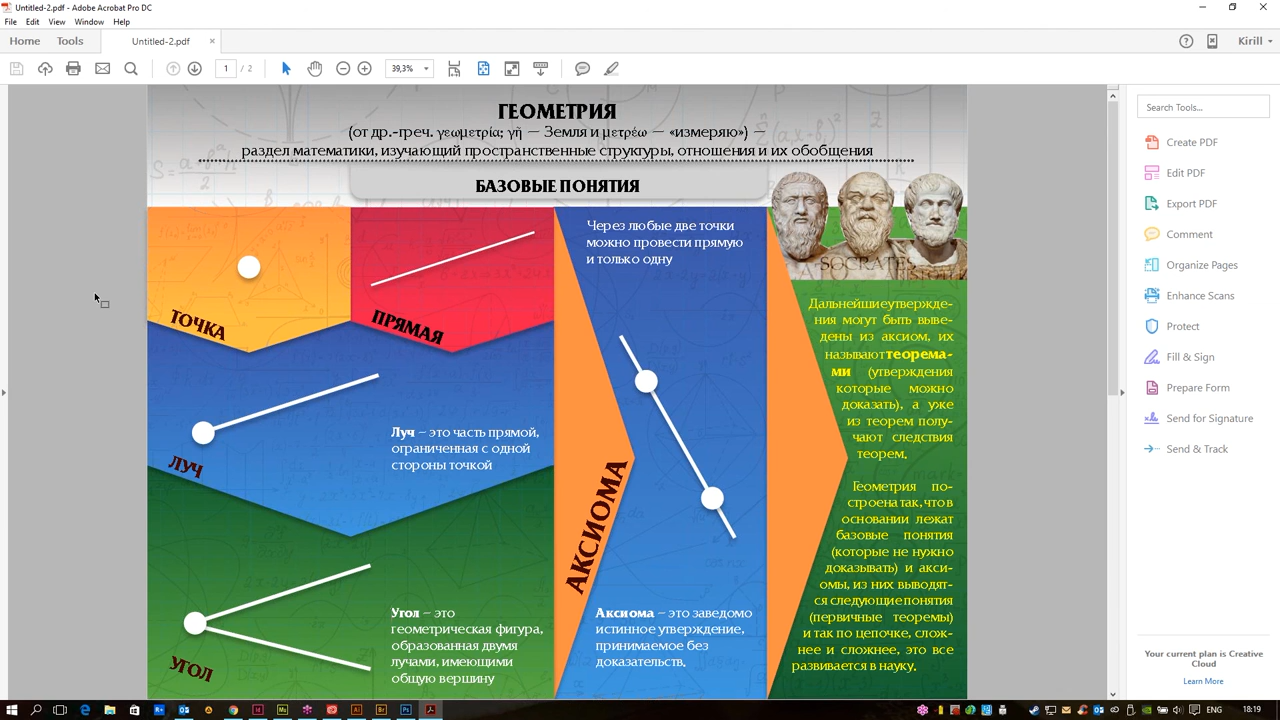 Untitled-2.pdf - Adobe Acrobat Pro DC
File Edit View Window Help
Home Tools Untitled-2.pdf × Kirill
1 / 2 39,3%
ГЕОМЕТРИЯ
(от др.-греч. γεωμετρία; γῆ — Земля и μετρέω — «измеряю») —
раздел математики, изучающий пространственные структуры, отношения и их обобщения
БАЗОВЫЕ ПОНЯТИЯ
ТОЧКА
ПРЯМАЯ
ЛУЧ
Луч – это часть прямой,
ограниченная с одной
стороны точкой
УГОЛ
Угол – это
геометрическая фигура,
образованная двумя
лучами, имеющими
общую вершину
Через любые две точки
можно провести прямую
и только одну
АКСИОМА
Аксиома – это заведомо
истинное утверждение,
принимаемое без
доказательств.
SOCRATES
Дальнейшие утвержде-
ния могут быть выве-
дены из аксиом, их
называют теорема-
ми (утверждения
которые можно
доказать), а уже
из теорем полу-
чают следствия
теорем.
Геометрия по-
строена так, что в
основании лежат
базовые понятия
(которые не нужно
доказывать) и акси-
омы, из них выводят-
ся следующие понятия
(первичные теоремы)
и так по цепочке, слож-
нее и сложнее, это все
развивается в науку.
Search Tools...
Create PDF
Edit PDF
Export PDF
Comment
Organize Pages
Enhance Scans
Protect
Fill & Sign
Prepare Form
Send for Signature
Send & Track
Your current plan is Creative
Cloud
Learn More
ENG 18:19